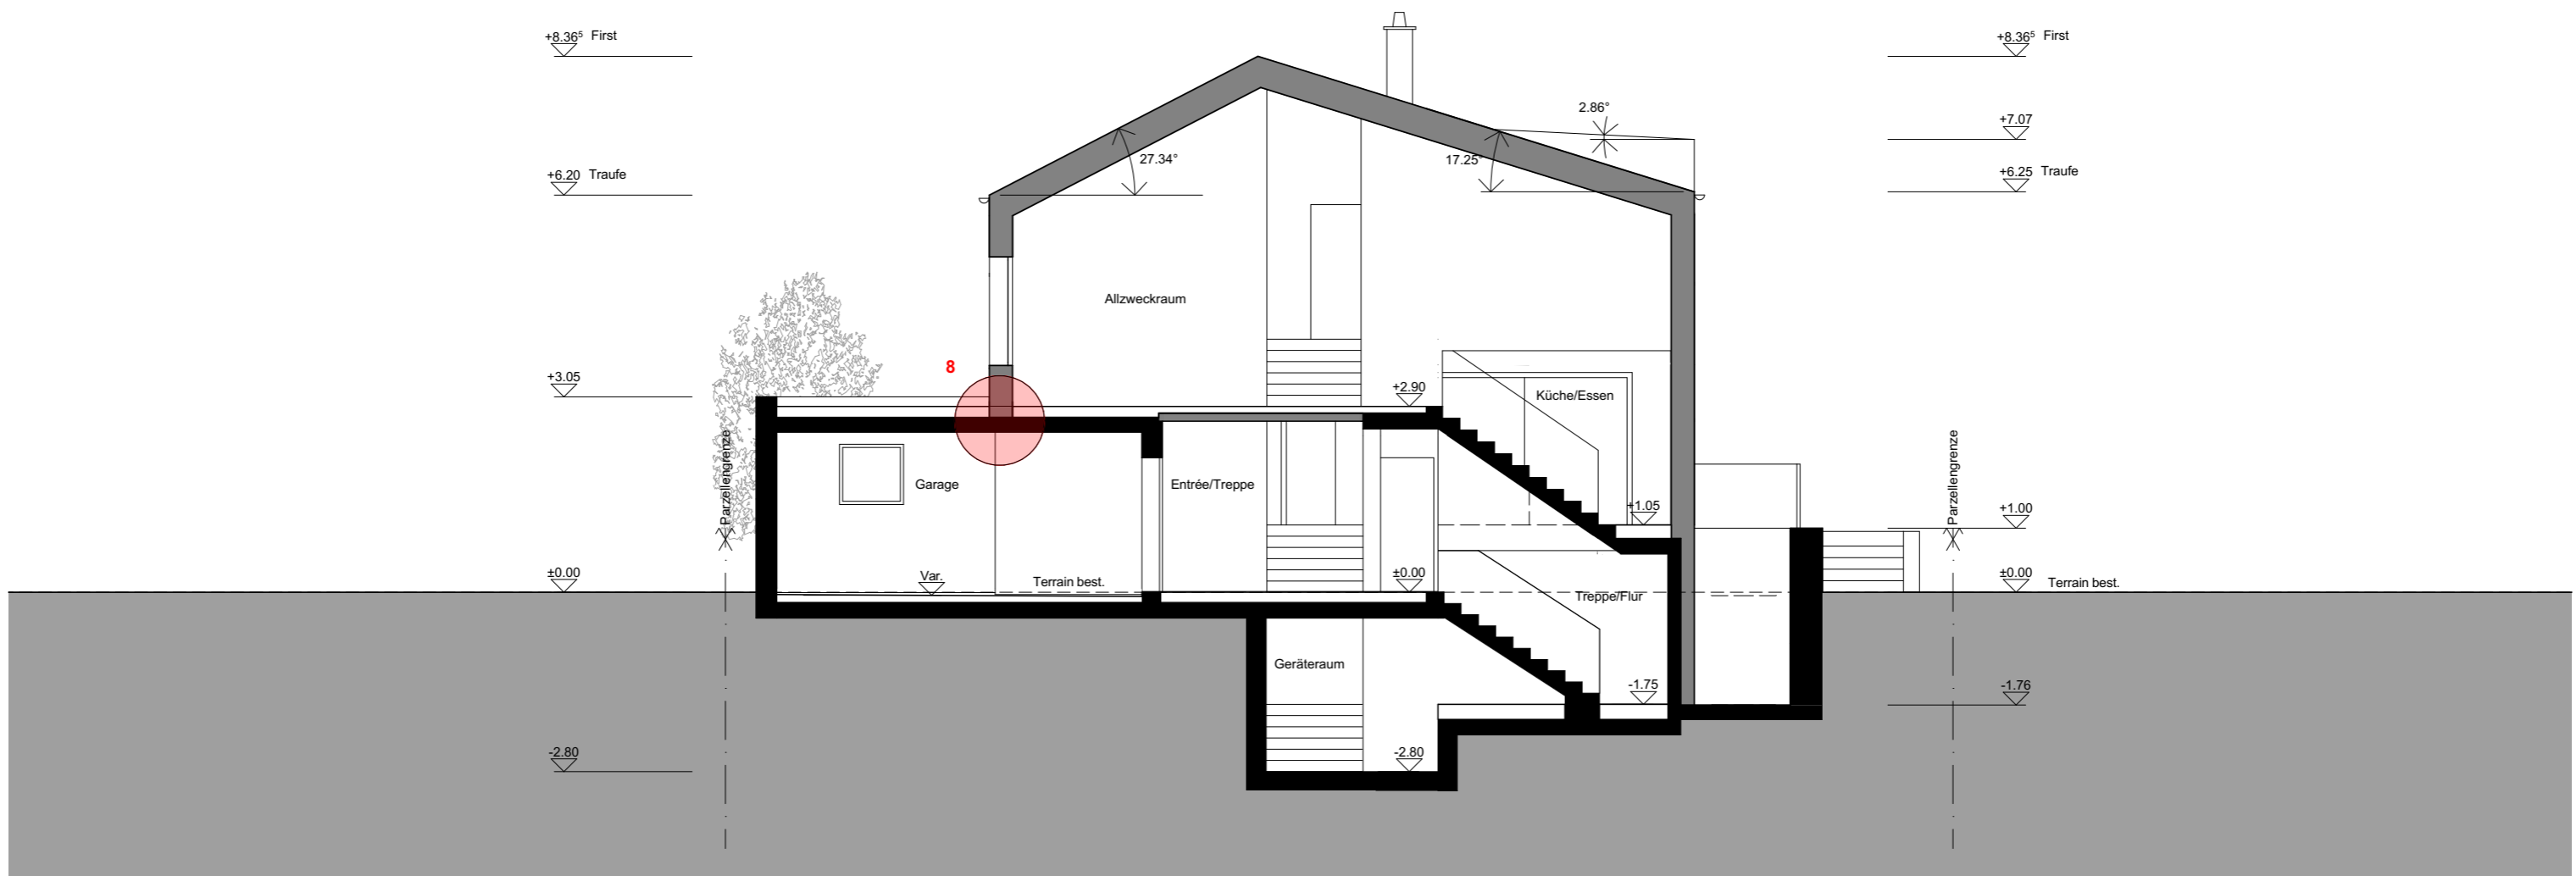 +8.36⁵ First
+8.36⁵ First
2.86°
+7.07
27.34°
17.25°
+6.20 Traufe
+6.25 Traufe
Allzweckraum
8
+3.05
+2.90
Küche/Essen
Parzellengrenze
Garage
Entrée/Treppe
+1.05
Parzellengrenze
+1.00
±0.00
Var.
Terrain best.
±0.00
±0.00
Terrain best.
Treppe/Flur
Geräteraum
-1.75
-1.76
-2.80
-2.80